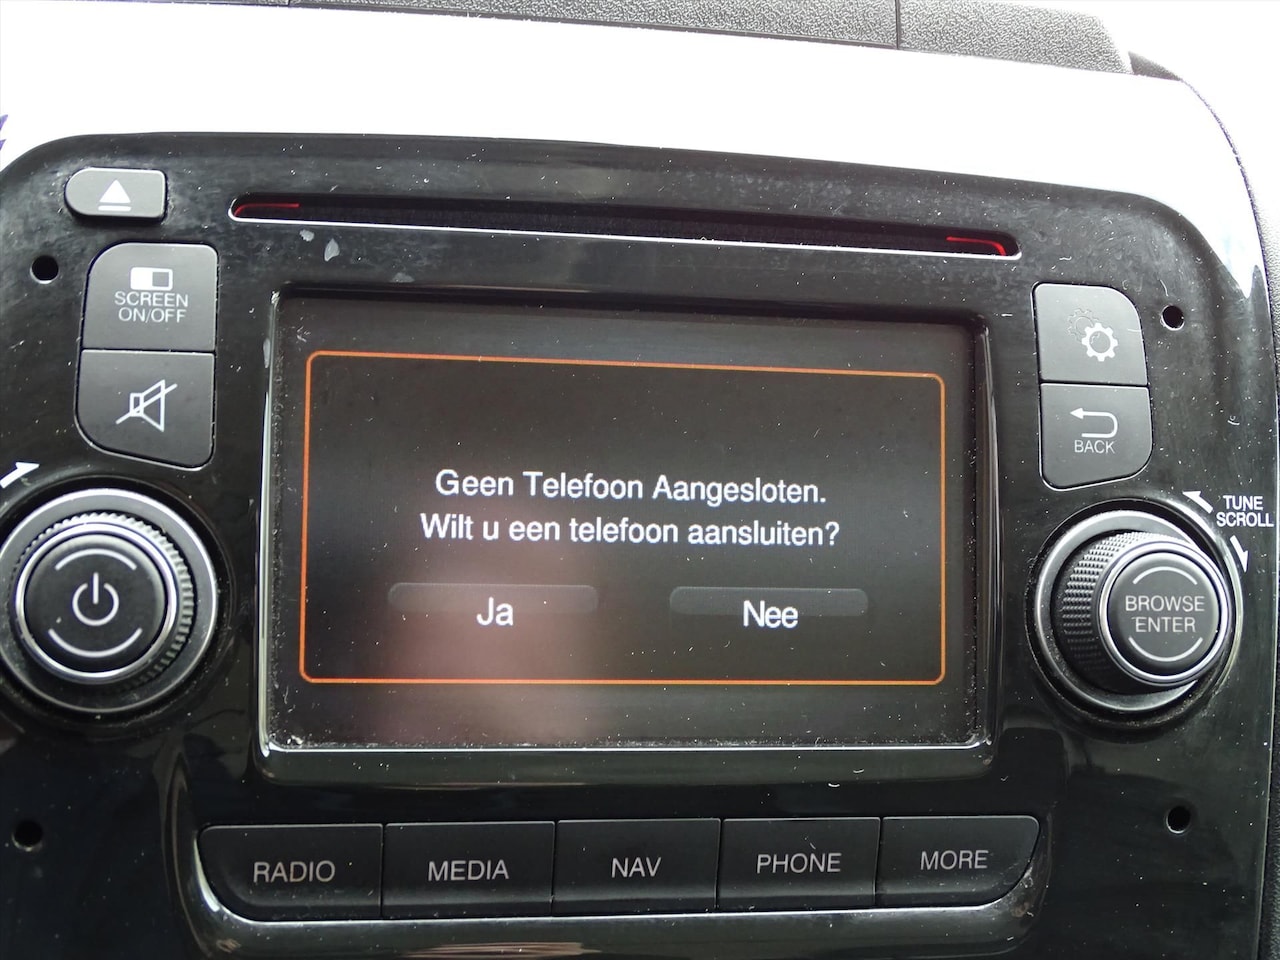 SCREEN
ON/OFF
BACK
TUNE
SCROLL
Geen Telefoon Aangesloten.
Wilt u een telefoon aansluiten?
Ja
Nee
BROWSE
ENTER
RADIO
MEDIA
NAV
PHONE
MORE